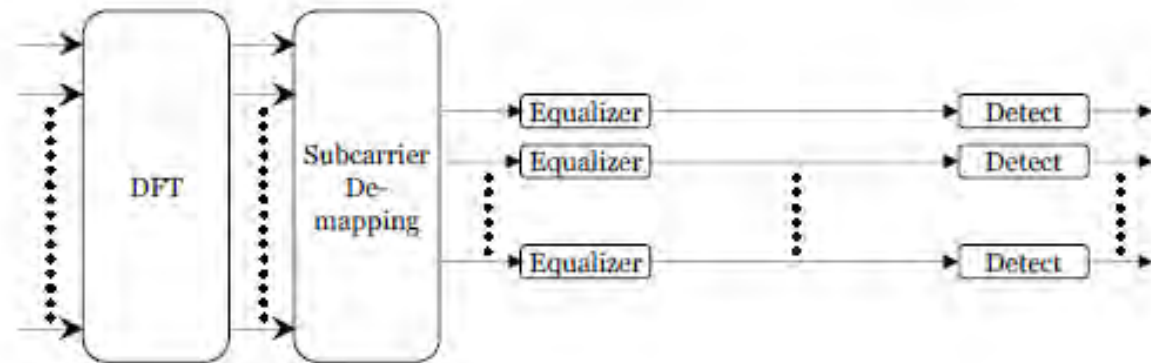 DFT
Subcarrier
De-
mapping
Equalizer
Detect
Equalizer
Detect
Equalizer
Detect